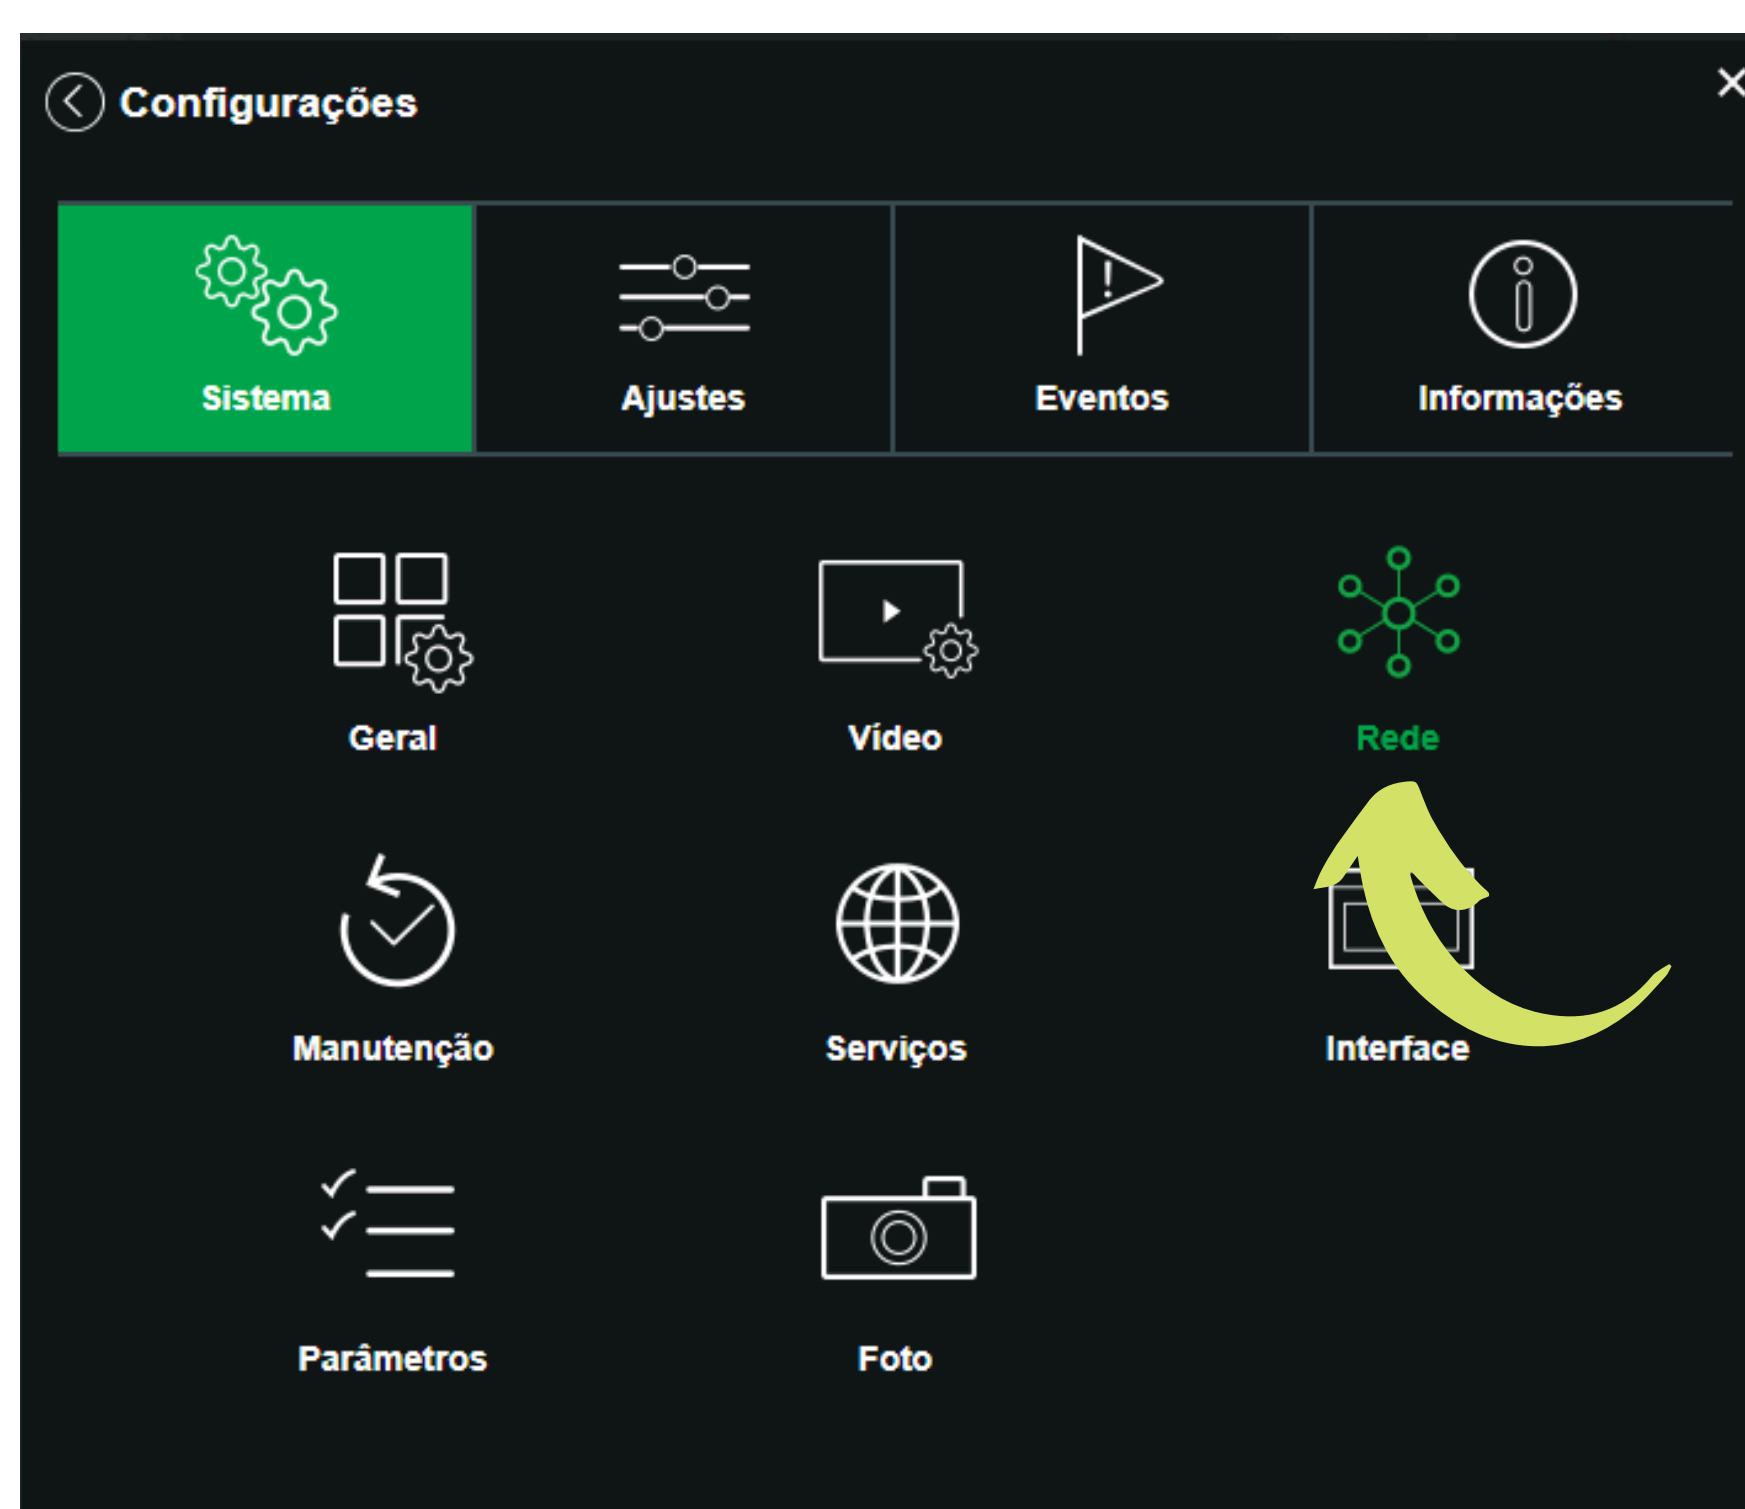 Configurações
Sistema
Ajustes
Eventos
Informações
Geral
Vídeo
Rede
Manutenção
Serviços
Interface
Parâmetros
Foto